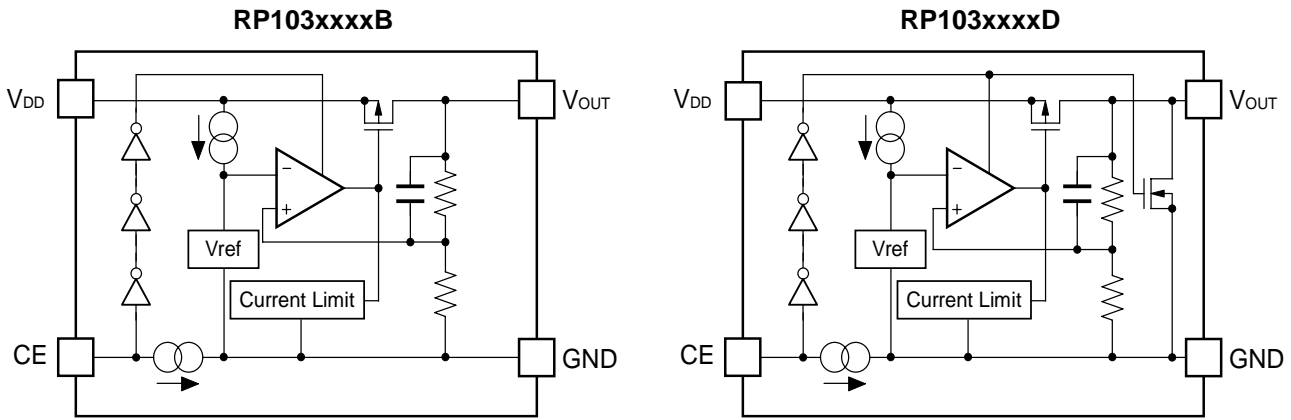 RP103xxxxB
VDD
VOUT
−
+
Vref
Current Limit
CE
GND
RP103xxxxD
VDD
VOUT
−
+
Vref
Current Limit
CE
GND